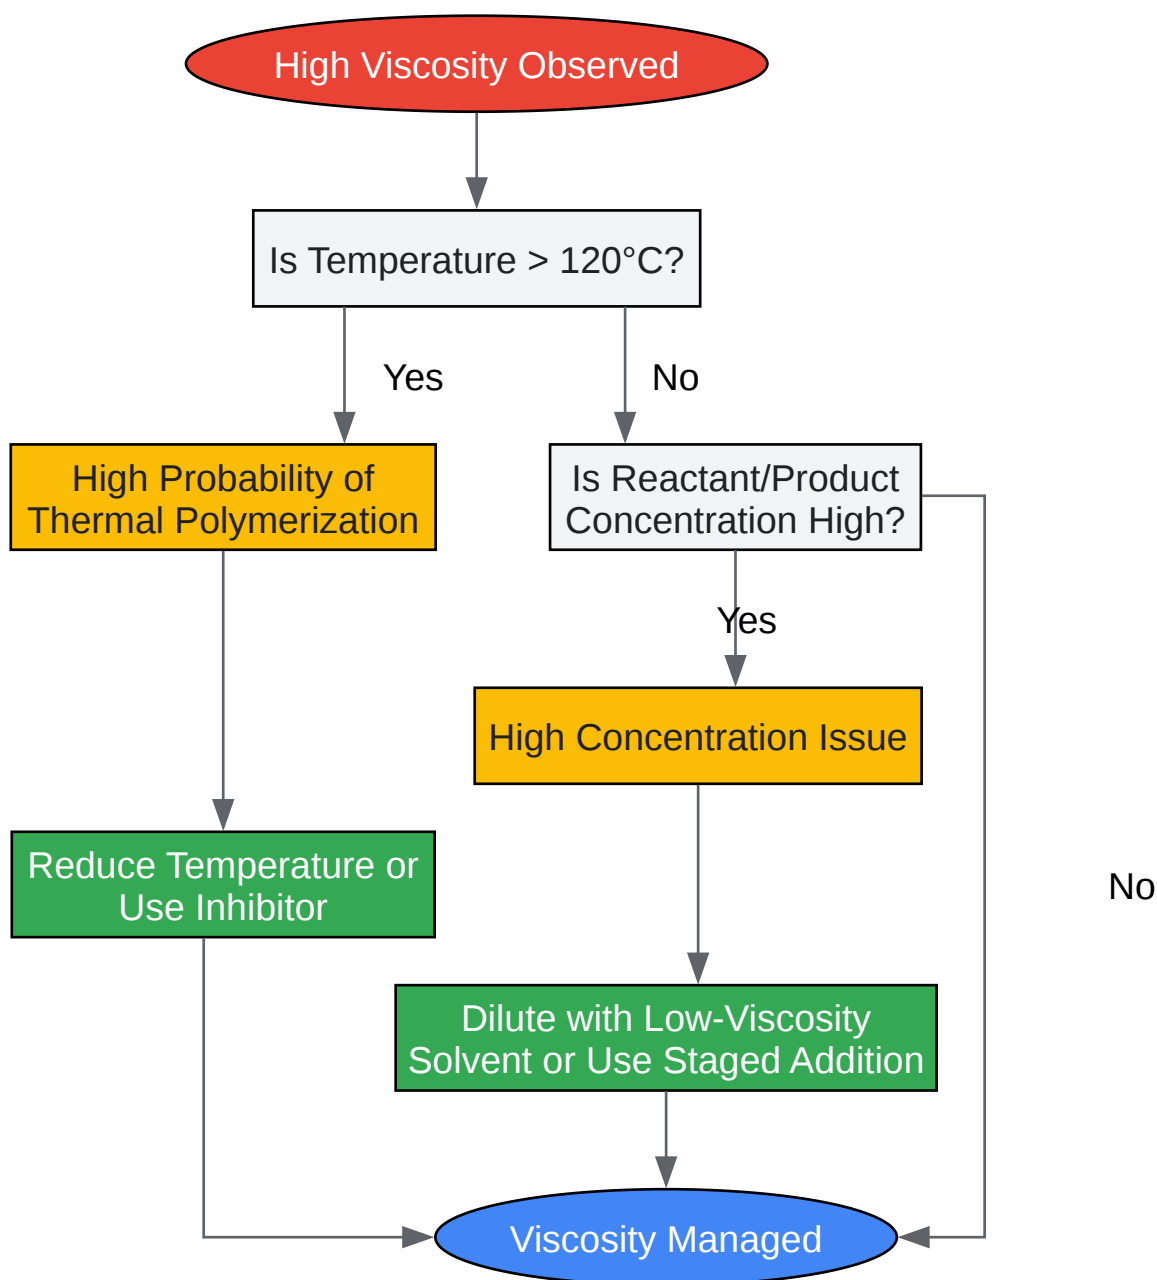 High Viscosity Observed
Is Temperature > 120°C?
Yes
No
High Probability of
Thermal Polymerization
Is Reactant/Product
Concentration High?
Yes
High Concentration Issue
Reduce Temperature or
Use Inhibitor
No
Dilute with Low-Viscosity
Solvent or Use Staged Addition
Viscosity Managed